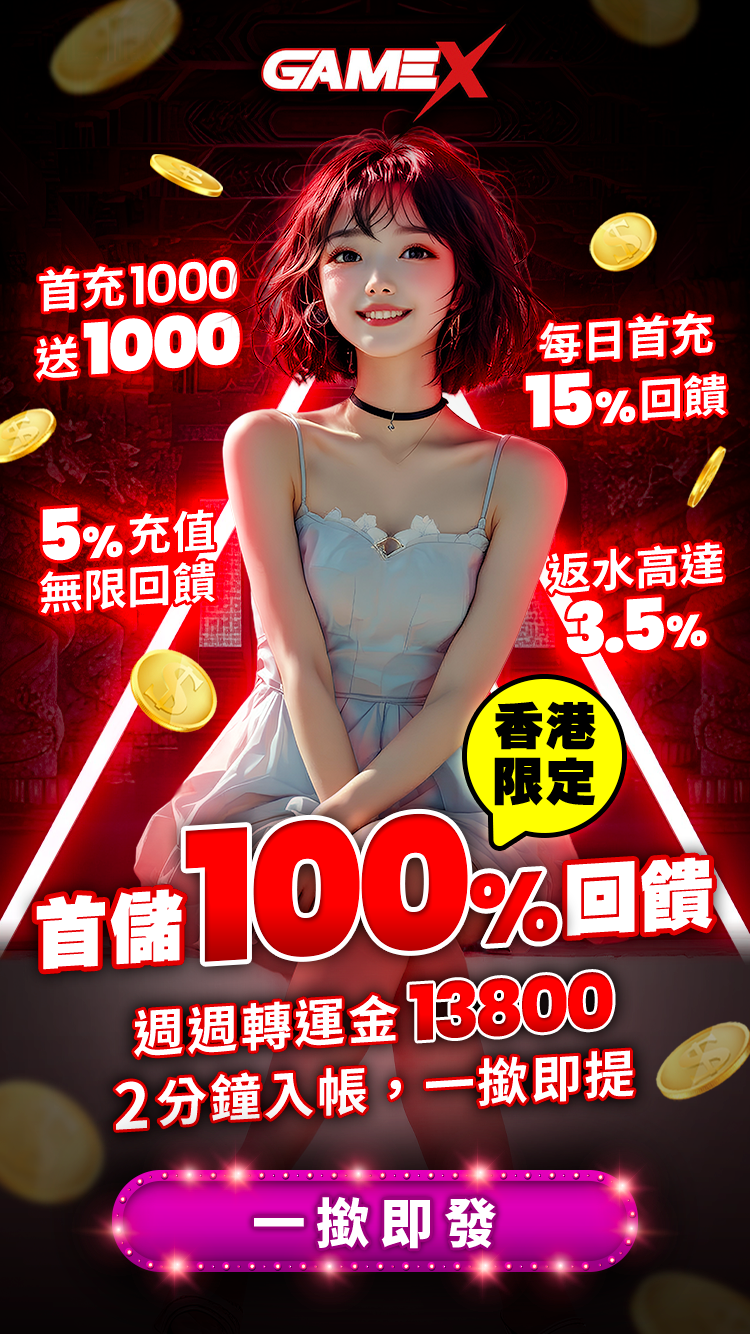 GAMEX
首充1000
送1000
每日首充
15%回饋
5%充值
無限回饋
返水高達
3.5%
香港
限定
首儲100%回饋
週週轉運金13800
2分鐘入帳，一撳即提
一撳即發